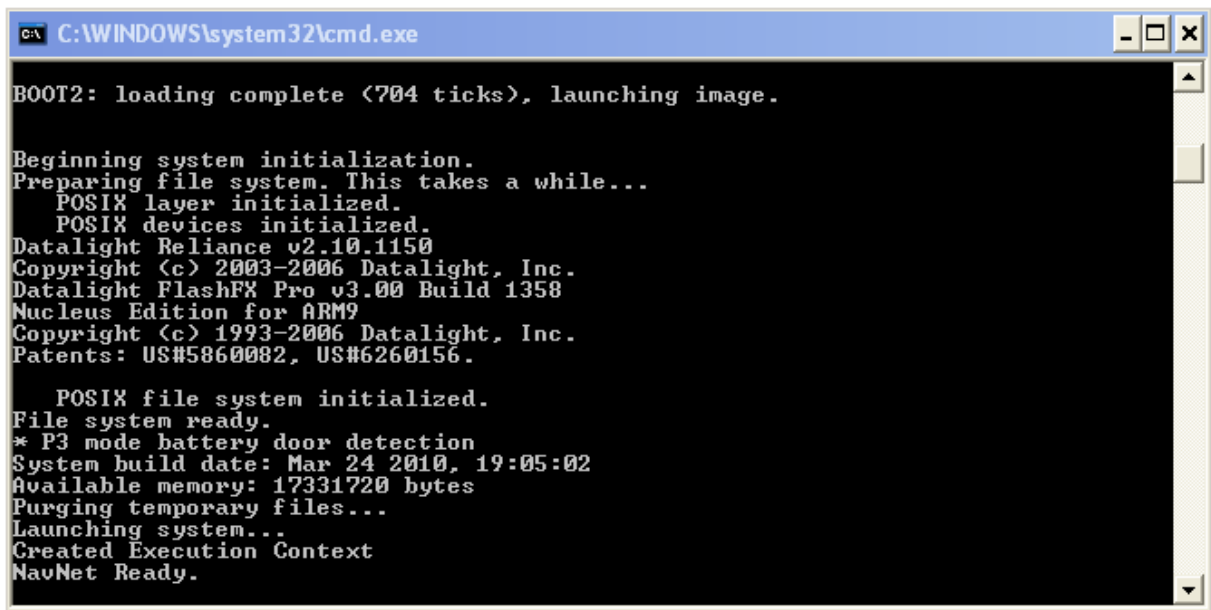 C:\WINDOWS\system32\cmd.exe
BOOT2: loading complete (704 ticks), launching image.
Beginning system initialization.
Preparing file system. This takes a while...
POSIX layer initialized.
POSIX devices initialized.
Datalight Reliance v2.10.1150
Copyright (c) 2003-2006 Datalight, Inc.
Datalight FlashFX Pro v3.00 Build 1358
Nucleus Edition for ARM9
Copyright (c) 1993-2006 Datalight, Inc.
Patents: US#5860082, US#6260156.
POSIX file system initialized.
File system ready.
* P3 mode battery door detection
System build date: Mar 24 2010, 19:05:02
Available memory: 17331720 bytes
Purging temporary files...
Launching system...
Created Execution Context
NavNet Ready.